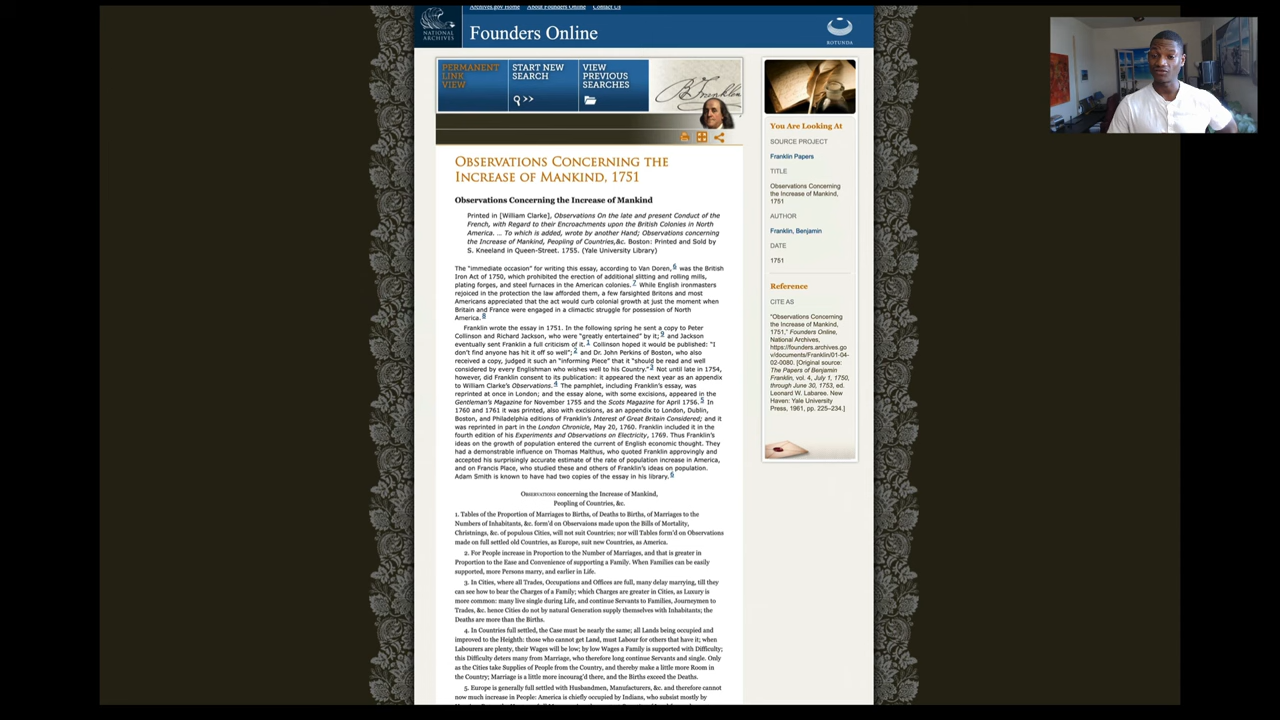 Archives.gov Home About Founders Online Contact Us
NATIONAL
ARCHIVES
Founders Online
ROTUNDA
PERMANENT
LINK
VIEW
START NEW
SEARCH
VIEW
PREVIOUS
SEARCHES
B Franklin
OBSERVATIONS CONCERNING THE
INCREASE OF MANKIND, 1751
Observations Concerning the Increase of Mankind
Printed in [William Clarke], Observations On the late and present Conduct of the
French, with Regard to their Encroachments upon the British Colonies in North
America. ... To which is added, wrote by another Hand; Observations concerning
the Increase of Mankind, Peopling of Countries,&c. Boston: Printed and Sold by
S. Kneeland in Queen-Street. 1755. (Yale University Library)
The "immediate occasion" for writing this essay, according to Van Doren,6 was the British
Iron Act of 1750, which prohibited the erection of additional slitting and rolling mills,
plating forges, and steel furnaces in the American colonies.7 While English ironmasters
rejoiced in the protection the law afforded them, a few farsighted Britons and most
Americans appreciated that the act would curb colonial growth at just the moment when
Britain and France were engaged in a climactic struggle for possession of North
America.8
Franklin wrote the essay in 1751. In the following spring he sent a copy to Peter
Collinson and Richard Jackson, who were "greatly entertained" by it;9 and Jackson
eventually sent Franklin a full criticism of it.1 Collinson hoped it would be published: "I
don't find anyone has hit it off so well";2 and Dr. John Perkins of Boston, who also
received a copy, judged it such an "informing Piece" that it "should be read and well
considered by every Englishman who wishes well to his Country."3 Not until late in 1754,
however, did Franklin consent to its publication: it appeared the next year as an appendix
to William Clarke's Observations.4 The pamphlet, including Franklin's essay, was
reprinted at once in London; and the essay alone, with some excisions, appeared in the
Gentleman's Magazine for November 1755 and the Scots Magazine for April 1756.5 In
1760 and 1761 it was printed, also with excisions, as an appendix to London, Dublin,
Boston, and Philadelphia editions of Franklin's Interest of Great Britain Considered; and it
was reprinted in part in the London Chronicle, May 20, 1760. Franklin included it in the
fourth edition of his Experiments and Observations on Electricity, 1769. Thus Franklin's
ideas on the growth of population entered the current of English economic thought. They
had a demonstrable influence on Thomas Malthus, who quoted Franklin approvingly and
accepted his surprisingly accurate estimate of the rate of population increase in America,
and on Francis Place, who studied these and others of Franklin's ideas on population.
Adam Smith is known to have had two copies of the essay in his library.6
OBSERVATIONS concerning the Increase of Mankind,
Peopling of Countries, &c.
1. Tables of the Proportion of Marriages to Births, of Deaths to Births, of Marriages to the
Numbers of Inhabitants, &c. form'd on Observaions made upon the Bills of Mortality,
Christnings, &c. of populous Cities, will not suit Countries; nor will Tables form'd on Observations
made on full settled old Countries, as Europe, suit new Countries, as America.
2. For People increase in Proportion to the Number of Marriages, and that is greater in
Proportion to the Ease and Convenience of supporting a Family. When Families can be easily
supported, more Persons marry, and earlier in Life.
3. In Cities, where all Trades, Occupations and Offices are full, many delay marrying, till they
can see how to bear the Charges of a Family; which Charges are greater in Cities, as Luxury is
more common: many live single during Life, and continue Servants to Families, Journeymen to
Trades, &c. hence Cities do not by natural Generation supply themselves with Inhabitants; the
Deaths are more than the Births.
4. In Countries full settled, the Case must be nearly the same; all Lands being occupied and
improved to the Heighth: those who cannot get Land, must Labour for others that have it; when
Labourers are plenty, their Wages will be low; by low Wages a Family is supported with Difficulty;
this Difficulty deters many from Marriage, who therefore long continue Servants and single. Only
as the Cities take Supplies of People from the Country, and thereby make a little more Room in
the Country; Marriage is a little more incourag'd there, and the Births exceed the Deaths.
5. Europe is generally full settled with Husbandmen, Manufacturers, &c. and therefore cannot
now much increase in People: America is chiefly occupied by Indians, who subsist mostly by
You Are Looking At
SOURCE PROJECT
Franklin Papers
TITLE
Observations Concerning
the Increase of Mankind,
1751
AUTHOR
Franklin, Benjamin
DATE
1751
Reference
CITE AS
"Observations Concerning
the Increase of Mankind,
1751," Founders Online,
National Archives,
https://founders.archives.go
v/documents/Franklin/01-04-
02-0080. [Original source:
The Papers of Benjamin
Franklin, vol. 4, July 1, 1750,
through June 30, 1753, ed.
Leonard W. Labaree. New
Haven: Yale University
Press, 1961, pp. 225–234.]